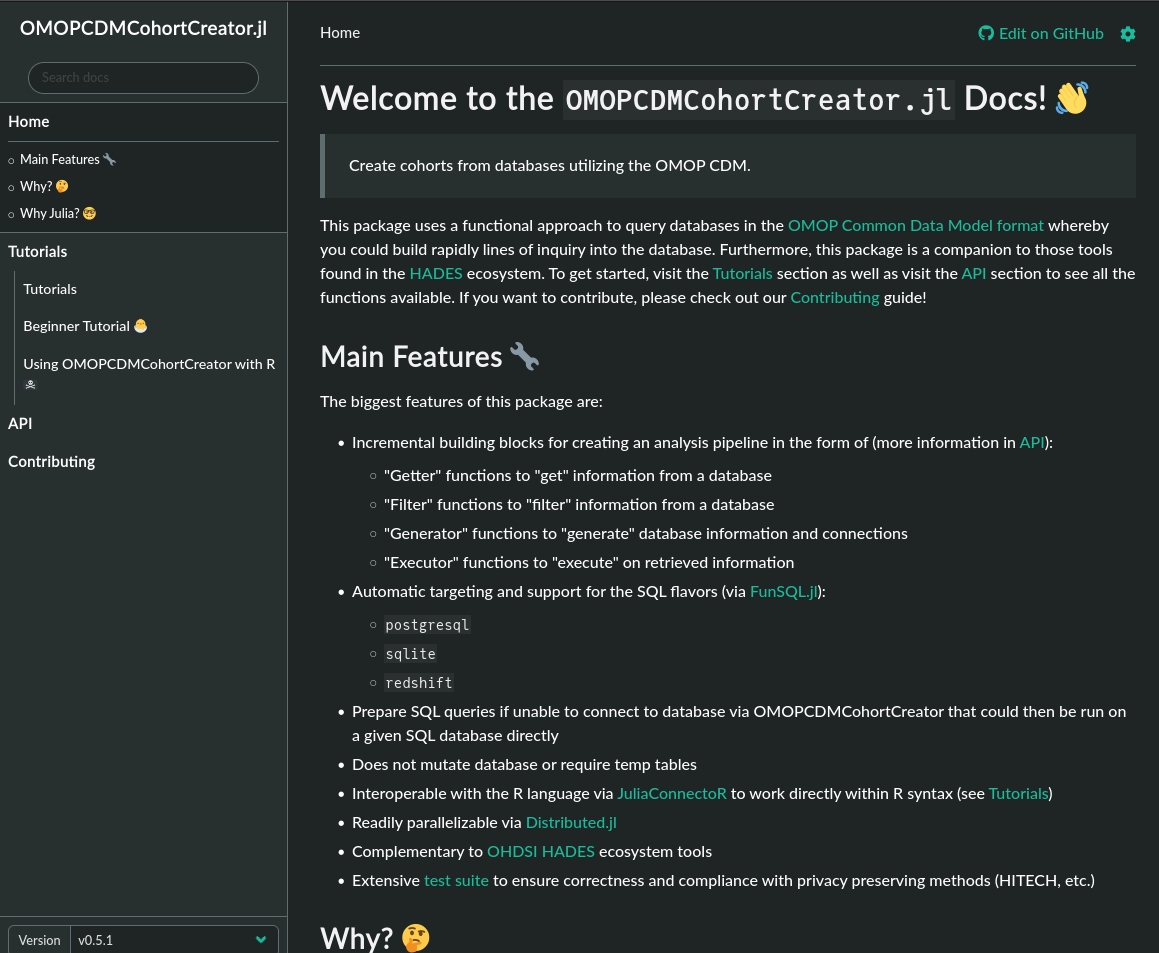 OMOPCDMCohortCreator.jl
Search docs
Home
Main Features 🔧
Why? 🤔
Why Julia? 🤓
Tutorials
Tutorials
Beginner Tutorial 🐣
Using OMOPCDMCohortCreator with R
☠
API
Contributing
Version v0.5.1
Home
Edit on GitHub
Welcome to the OMOPCDMCohortCreator.jl Docs! 👋
Create cohorts from databases utilizing the OMOP CDM.
This package uses a functional approach to query databases in the OMOP Common Data Model format whereby
you could build rapidly lines of inquiry into the database. Furthermore, this package is a companion to those tools
found in the HADES ecosystem. To get started, visit the Tutorials section as well as visit the API section to see all the
functions available. If you want to contribute, please check out our Contributing guide!
Main Features 🔧
The biggest features of this package are:
• Incremental building blocks for creating an analysis pipeline in the form of (more information in API):
◦ "Getter" functions to "get" information from a database
◦ "Filter" functions to "filter" information from a database
◦ "Generator" functions to "generate" database information and connections
◦ "Executor" functions to "execute" on retrieved information
• Automatic targeting and support for the SQL flavors (via FunSQL.jl):
◦ postgresql
◦ sqlite
◦ redshift
• Prepare SQL queries if unable to connect to database via OMOPCDMCohortCreator that could then be run on
a given SQL database directly
• Does not mutate database or require temp tables
• Interoperable with the R language via JuliaConnectoR to work directly within R syntax (see Tutorials)
• Readily parallelizable via Distributed.jl
• Complementary to OHDSI HADES ecosystem tools
• Extensive test suite to ensure correctness and compliance with privacy preserving methods (HITECH, etc.)
Why? 🤔